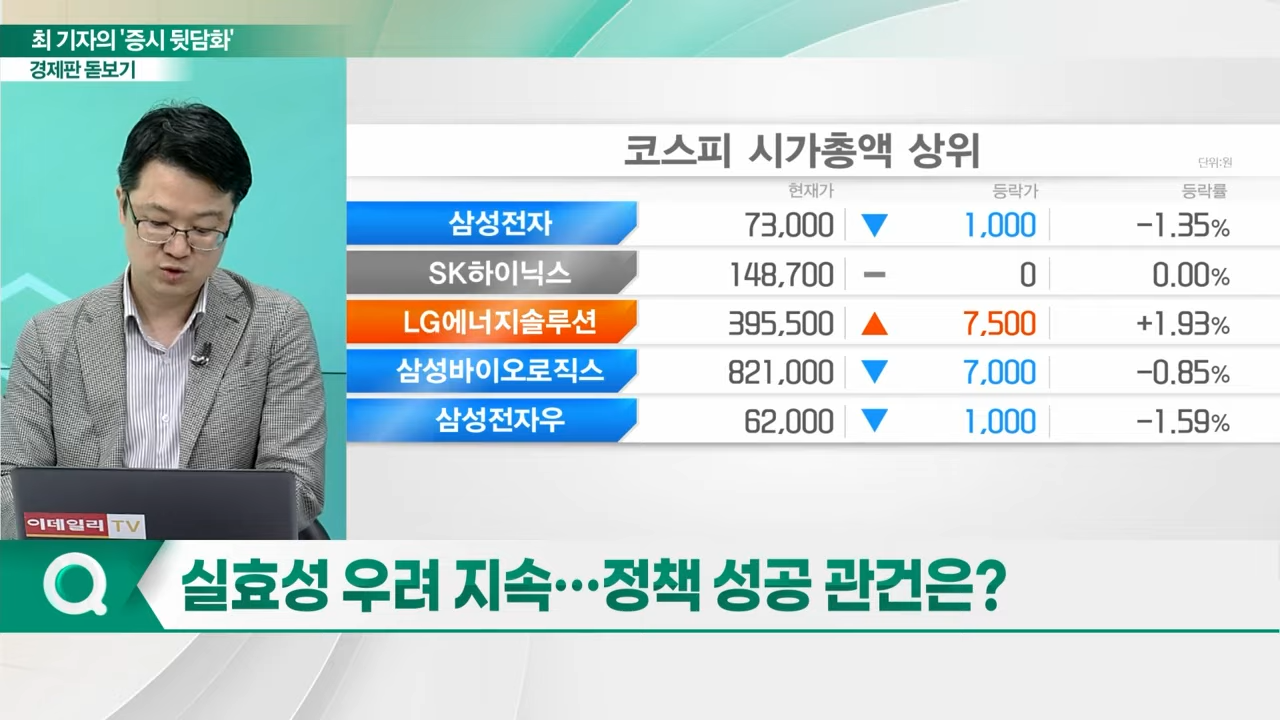 최 기자의 '증시 뒷담화'
경제판 돋보기
코스피 시가총액 상위
단위:원
현재가 등락가 등락률
삼성전자 73,000 ▼ 1,000 -1.35%
SK하이닉스 148,700 - 0 0.00%
LG에너지솔루션 395,500 ▲ 7,500 +1.93%
삼성바이오로직스 821,000 ▼ 7,000 -0.85%
삼성전자우 62,000 ▼ 1,000 -1.59%
이데일리 TV
Q 실효성 우려 지속…정책 성공 관건은?